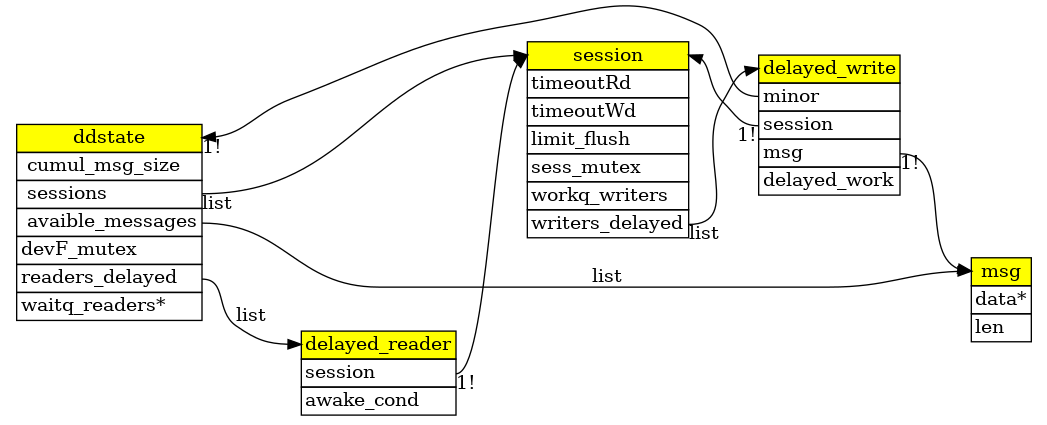 ddstate
cumul_msg_size
sessions
avaible_messages
devF_mutex
readers_delayed
waitq_readers*
1!
list
list
list
delayed_reader
session
awake_cond
1!
session
timeoutRd
timeoutWd
limit_flush
sess_mutex
workq_writers
writers_delayed
list
1!
delayed_write
minor
session
msg
delayed_work
1!
msg
data*
len